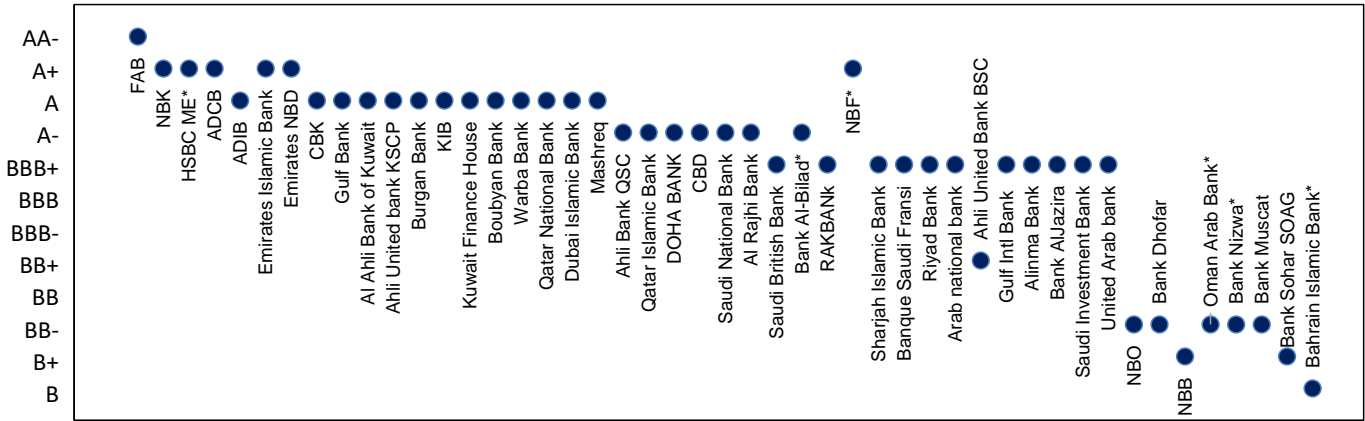 AA-
A+
A
A-
BBB+
BBB
BBB-
BB+
BB
BB-
B+
B
FAB
NBK
HSBC ME*
ADCB
ADIB
Emirates Islamic Bank
Emirates NBD
CBK
Gulf Bank
Al Ahli Bank of Kuwait
Ahli United bank KSCP
Burgan Bank
KIB
Kuwait Finance House
Boubyan Bank
Warba Bank
Qatar National Bank
Dubai Islamic Bank
Mashreq
Ahli Bank QSC
Qatar Islamic Bank
DOHA BANK
CBD
Saudi National Bank
Al Rajhi Bank
Saudi British Bank
Bank Al-Bilad*
RAKBANk
NBF*
Sharjah Islamic Bank
Banque Saudi Fransi
Riyad Bank
Arab national bank
Ahli United Bank BSC
Gulf Intl Bank
Alinma Bank
Bank AlJazira
Saudi Investment Bank
United Arab bank
NBO
Bank Dhofar
NBB
Oman Arab Bank*
Bank Nizwa*
Bank Muscat
Bank Sohar SOAG
Bahrain Islamic Bank*